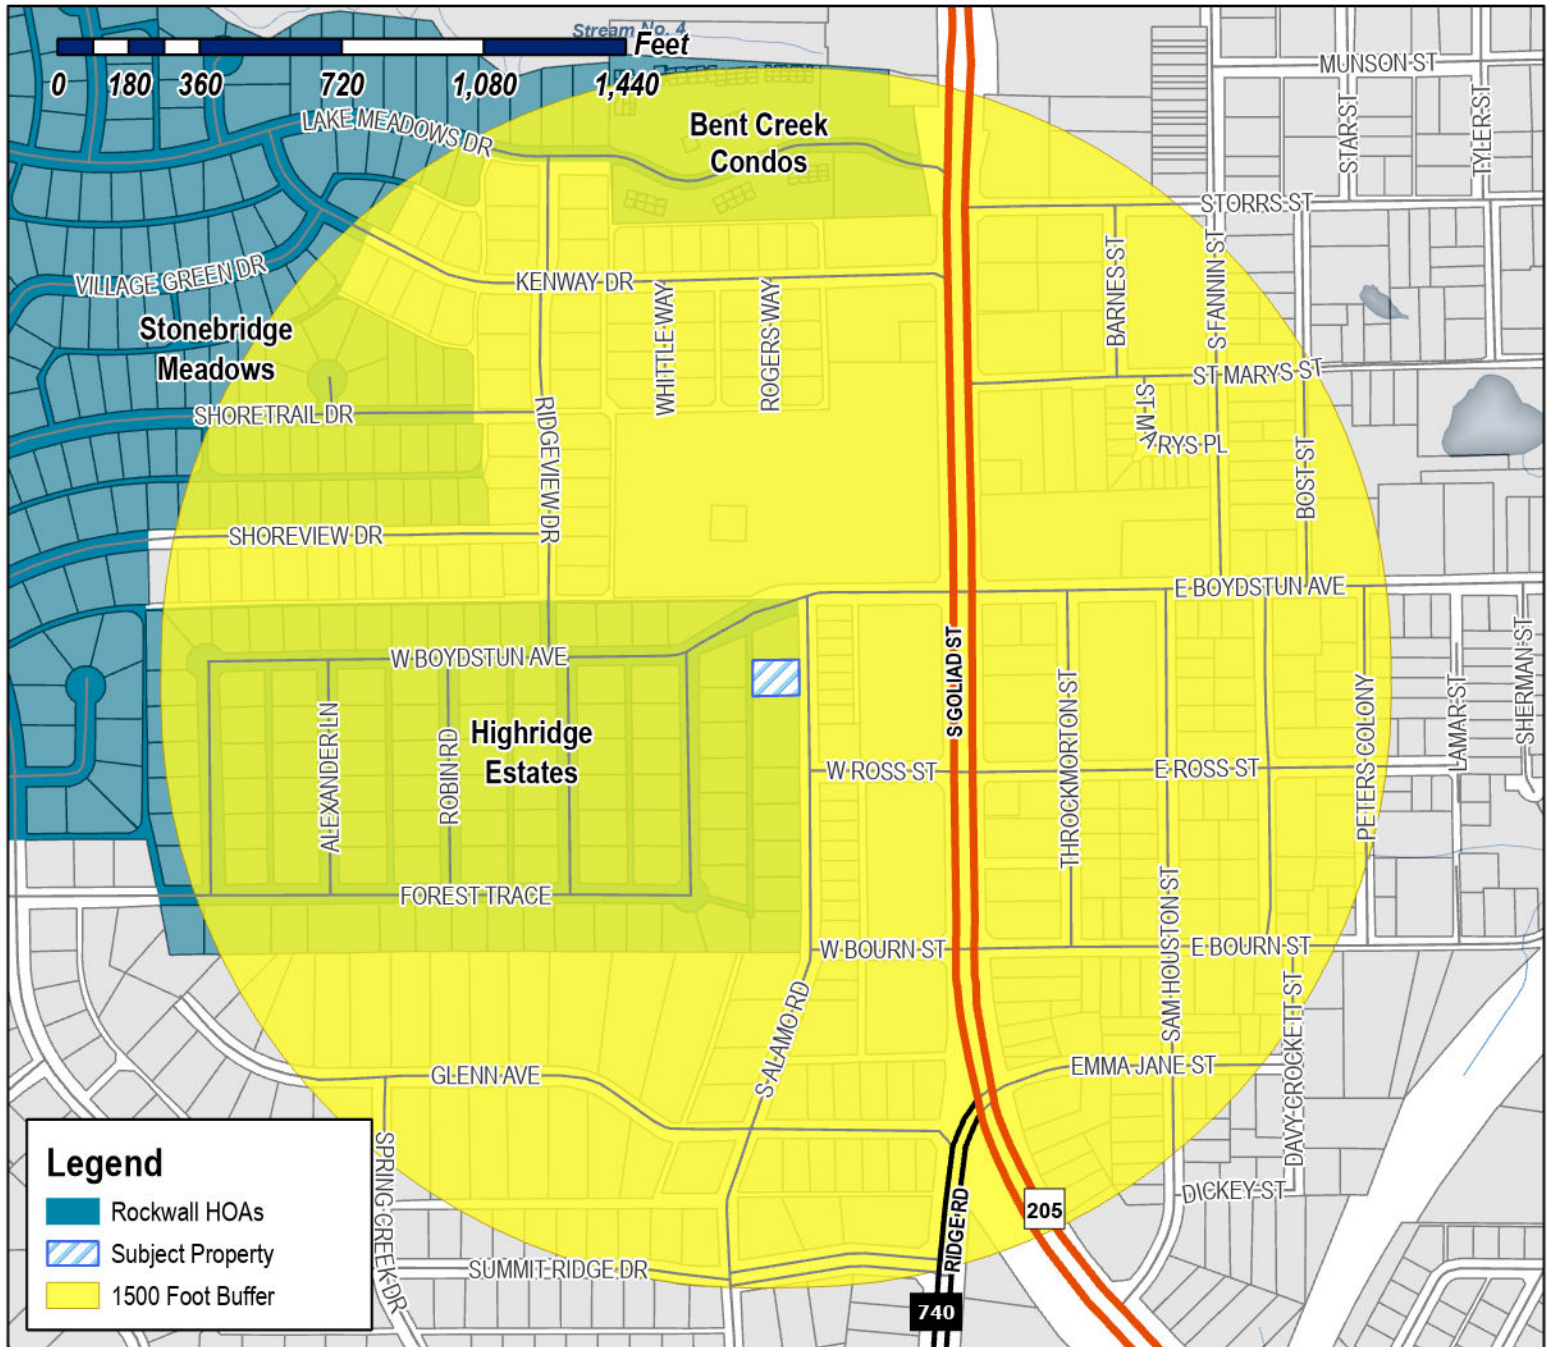 Stream No. 4
Feet
0 180 360 720 1,080 1,440
MUNSON ST
STAR ST
TYLER ST
LAKE MEADOWS DR
Bent Creek
Condos
STORRS ST
S FANNIN ST
BARNES ST
VILLAGE GREEN DR
KENWAY DR
WHITTLE WAY
ROGERS WAY
Stonebridge
Meadows
ST MARYS ST
ST MARYS PL
SHORETRAIL DR
RIDGEVIEW DR
BOST ST
SHOREVIEW DR
E BOYDSTUN AVE
W BOYDSTUN AVE
S GOLIAD ST
SHERMAN ST
LAMAR ST
PETERS COLONY
THROCKMORTON ST
ALEXANDER LN
ROBIN RD
Highridge
Estates
W ROSS ST
E ROSS ST
FOREST TRACE
SAM HOUSTON ST
W BOURN ST
E BOURN ST
S ALAMO RD
DAVY CROCKETT ST
GLENN AVE
EMMA JANE ST
SPRING CREEK DR
DICKEY ST
RIDGE RD
205
SUMMIT RIDGE DR
740
Legend
Rockwall HOAs
Subject Property
1500 Foot Buffer